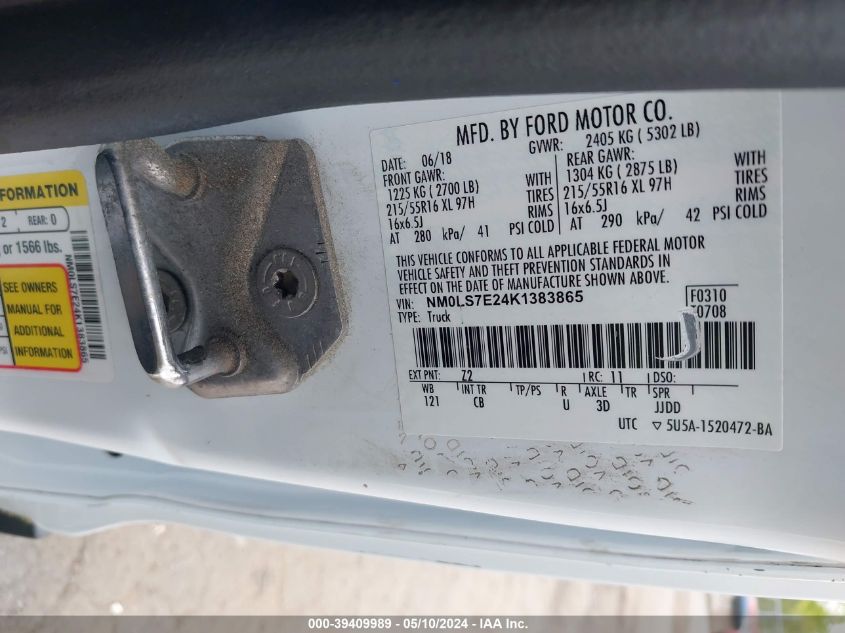 FORMATION
2 REAR: 0
or 1566 lbs.
SEE OWNERS
MANUAL FOR
ADDITIONAL
INFORMATION
NM0LS7E24K1383865
MFD. BY FORD MOTOR CO.
DATE: 06/18 GVWR: 2405 KG ( 5302 LB)
FRONT GAWR: REAR GAWR:
1225 KG ( 2700 LB) WITH 1304 KG ( 2875 LB) WITH
215/55R16 XL 97H TIRES 215/55R16 XL 97H TIRES
16x6.5J RIMS 16x6.5J RIMS
AT 280 kPa/ 41 PSI COLD AT 290 kPa/ 42 PSI COLD
THIS VEHICLE CONFORMS TO ALL APPLICABLE FEDERAL MOTOR
VEHICLE SAFETY AND THEFT PREVENTION STANDARDS IN
EFFECT ON THE DATE OF MANUFACTURE SHOWN ABOVE.
VIN: NM0LS7E24K1383865 F0310
TYPE: Truck 0708
EXT PNT: Z2 RC: 11 DSO:
WB INT TR TP/PS R AXLE TR SPR
121 CB U 3D JJDD
UTC ▽ 5U5A-1520472-BA
000-39409989 - 05/10/2024 - IAA Inc.